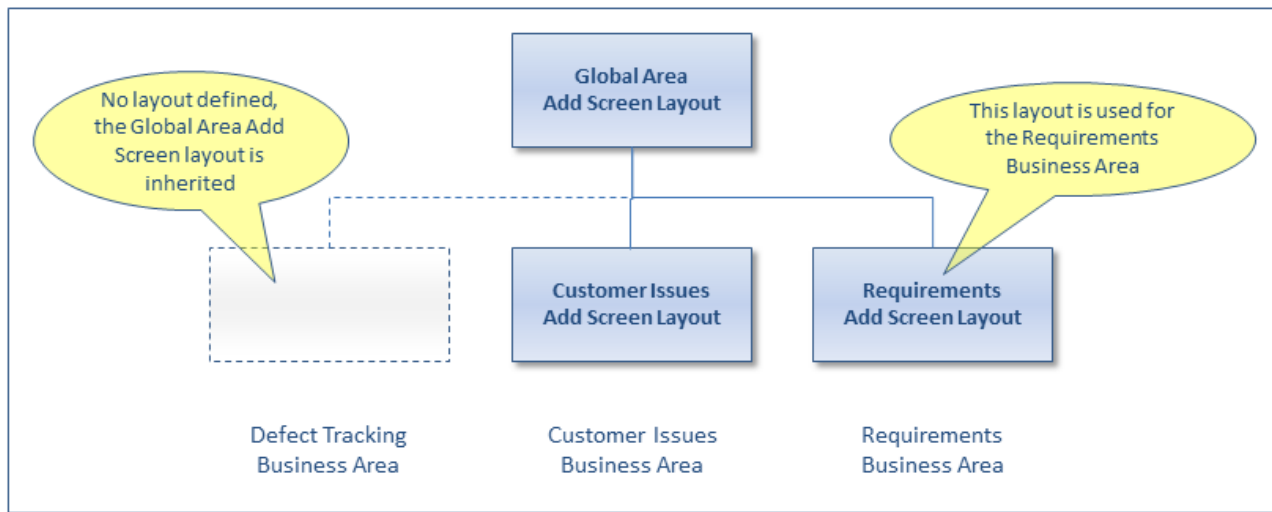 Global Area
Add Screen Layout
No layout defined,
the Global Area Add
Screen layout is
inherited
This layout is used for
the Requirements
Business Area
Customer Issues
Add Screen Layout
Requirements
Add Screen Layout
Defect Tracking
Business Area
Customer Issues
Business Area
Requirements
Business Area